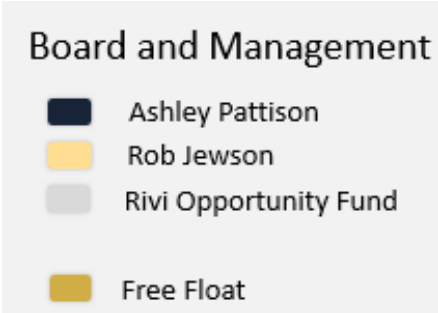 Board and Management
Ashley Pattison
Rob Jewson
Rivi Opportunity Fund
Free Float